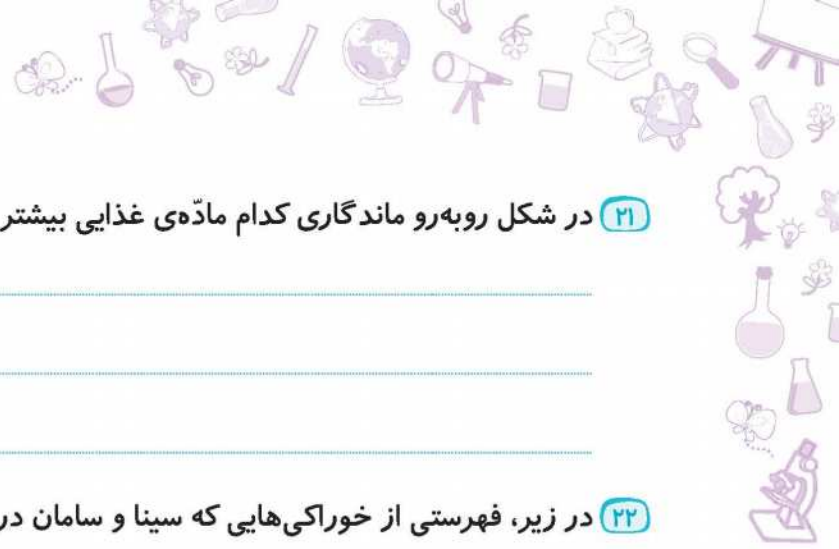 ۲۱ در شکل روبه‌رو ماندگاری کدام مادّه‌ی غذایی بیشتر
۲۲ در زیر، فهرستی از خوراکی‌هایی که سینا و سامان در